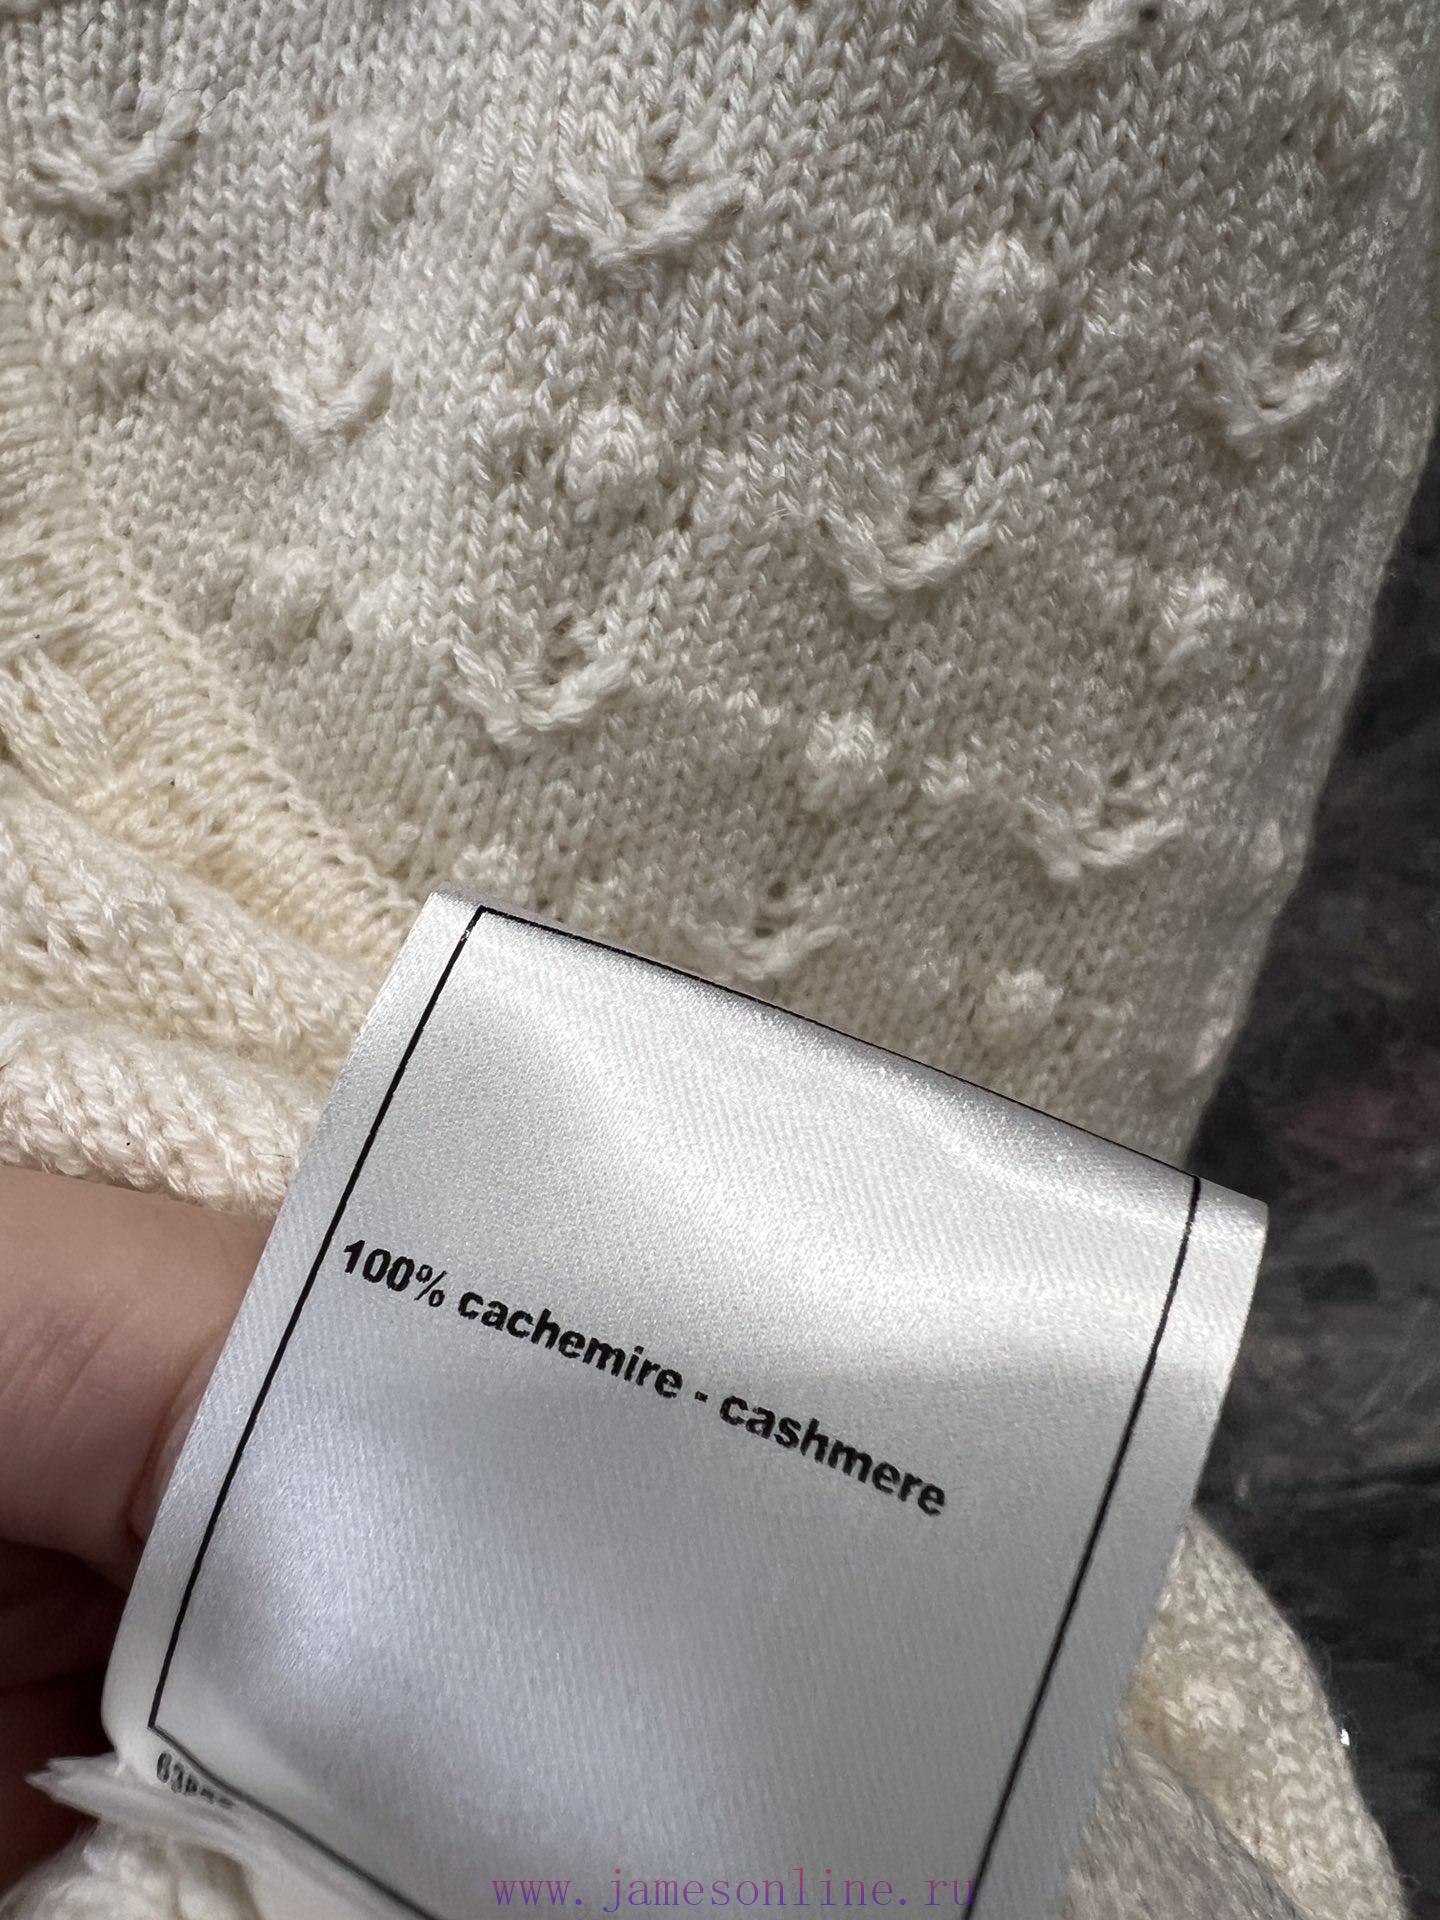 100% cachemire - cashmere
www.jamesonline.ru